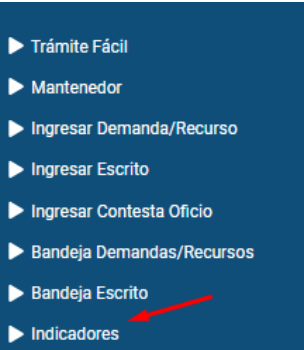 Trámite Fácil
Mantenedor
Ingresar Demanda/Recurso
Ingresar Escrito
Ingresar Contesta Oficio
Bandeja Demandas/Recursos
Bandeja Escrito
Indicadores